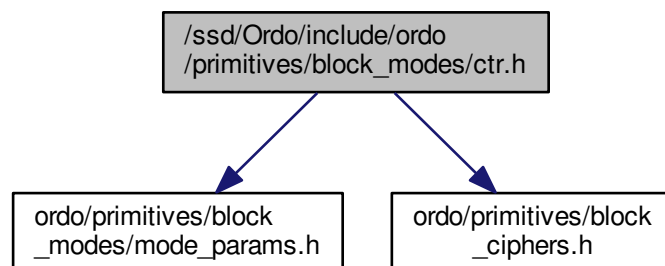 /ssd/Ordo/include/ordo
/primitives/block_modes/ctr.h
ordo/primitives/block
_modes/mode_params.h
ordo/primitives/block
_ciphers.h